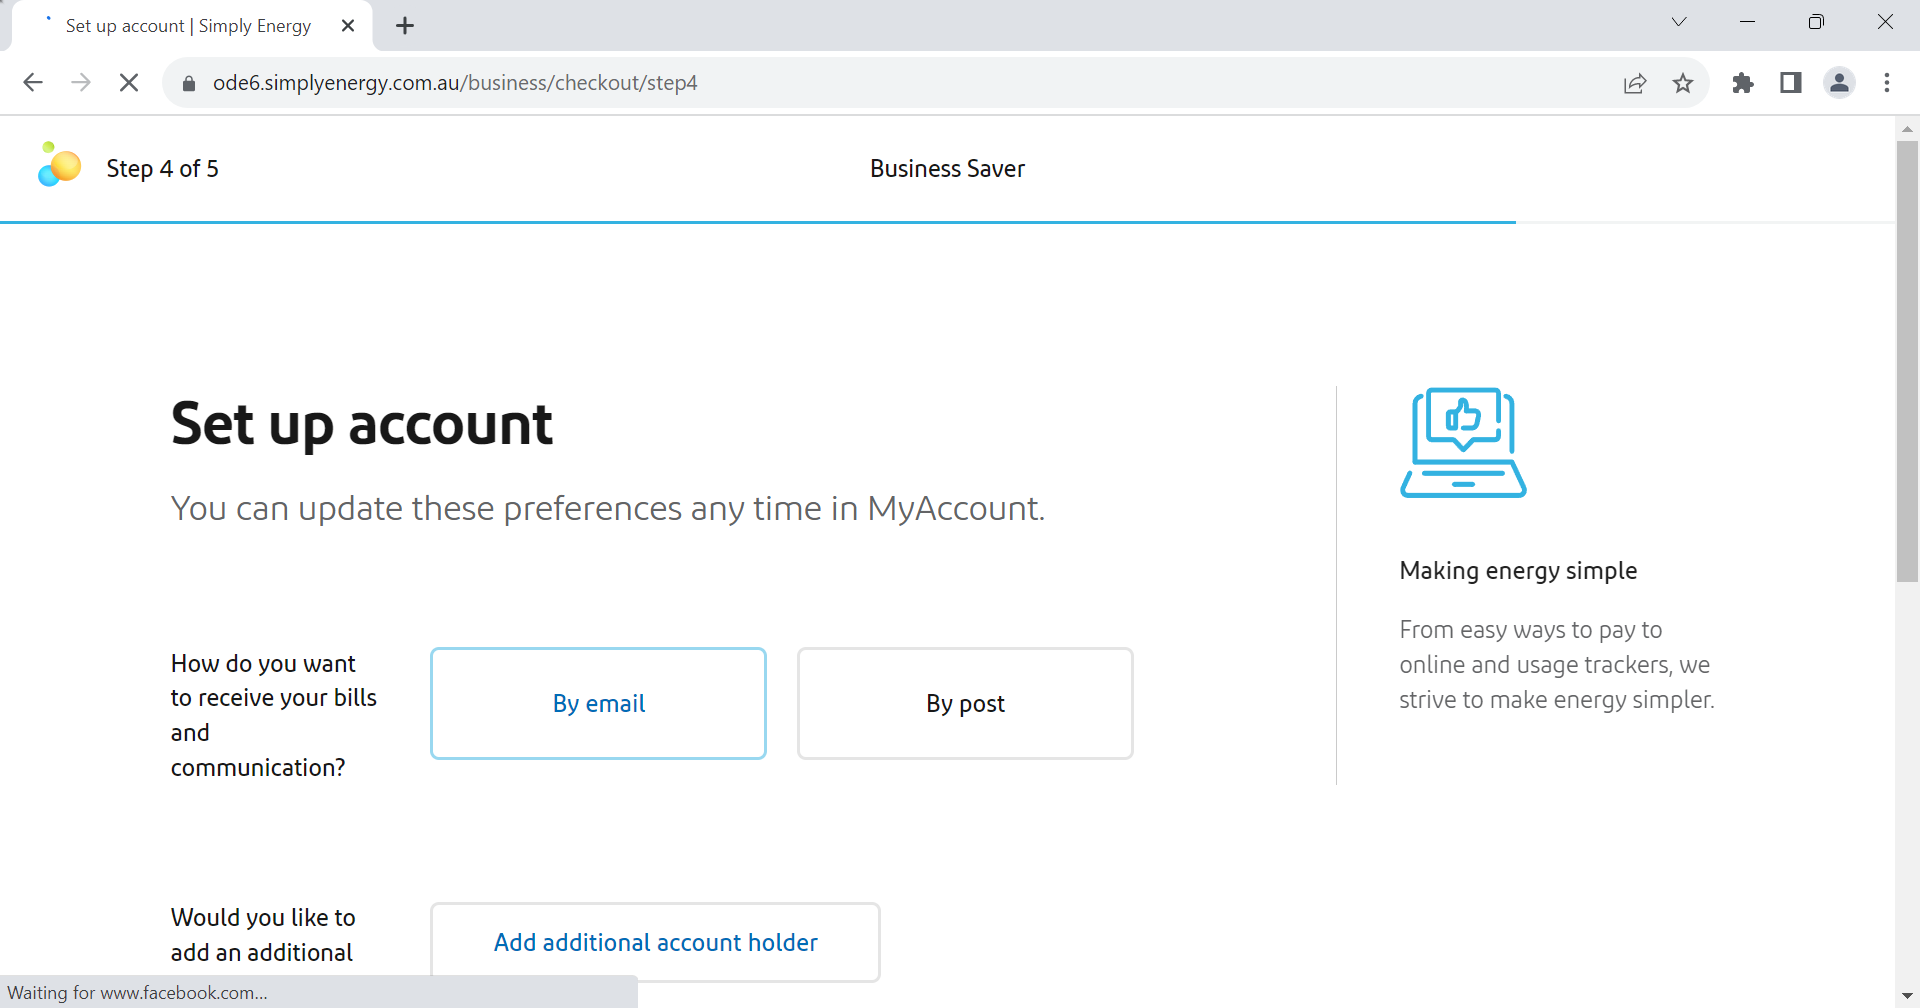 Set up account | Simply Energy
ode6.simplyenergy.com.au/business/checkout/step4
Step 4 of 5
Business Saver
Set up account
You can update these preferences any time in MyAccount.
Making energy simple
From easy ways to pay to
online and usage trackers, we
strive to make energy simpler.
How do you want
to receive your bills
and
communication?
By email
By post
Would you like to
add an additional
Add additional account holder
Waiting for www.facebook.com...